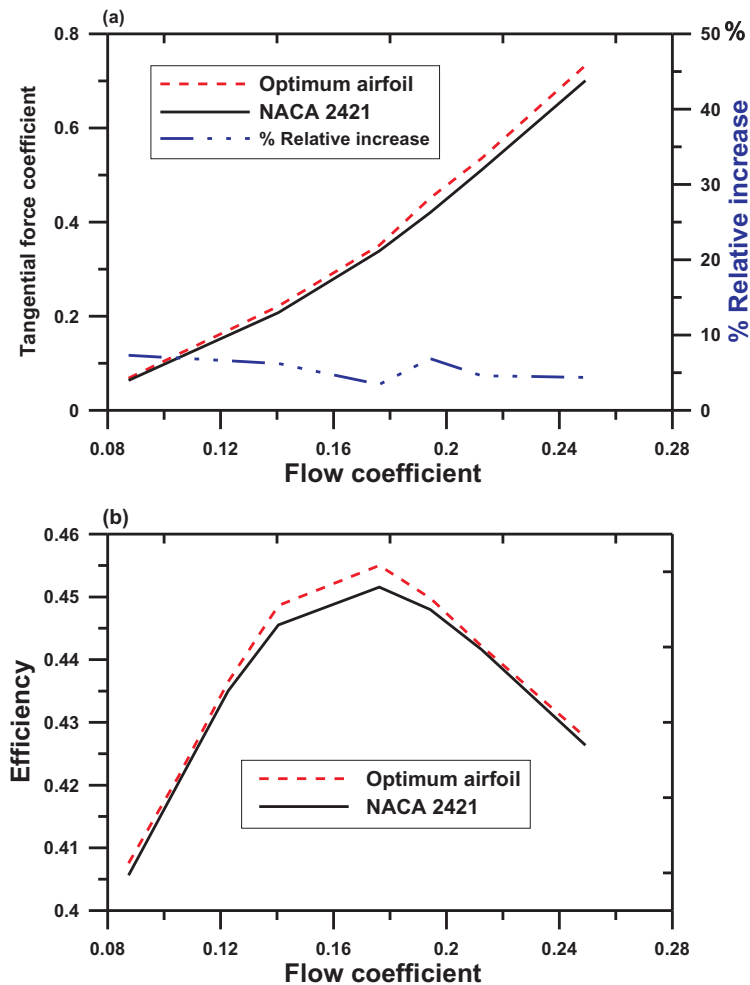 (a)
50 %
0.8
40
0.6
30
0.4
20
0.2
10
0
0
Tangential force coefficient
% Relative increase
Optimum airfoil
NACA 2421
% Relative increase
0.08 0.12 0.16 0.2 0.24 0.28
Flow coefficient
(b)
0.46
0.45
0.44
0.43
0.42
0.41
0.4
Efficiency
Optimum airfoil
NACA 2421
0.08 0.12 0.16 0.2 0.24 0.28
Flow coefficient